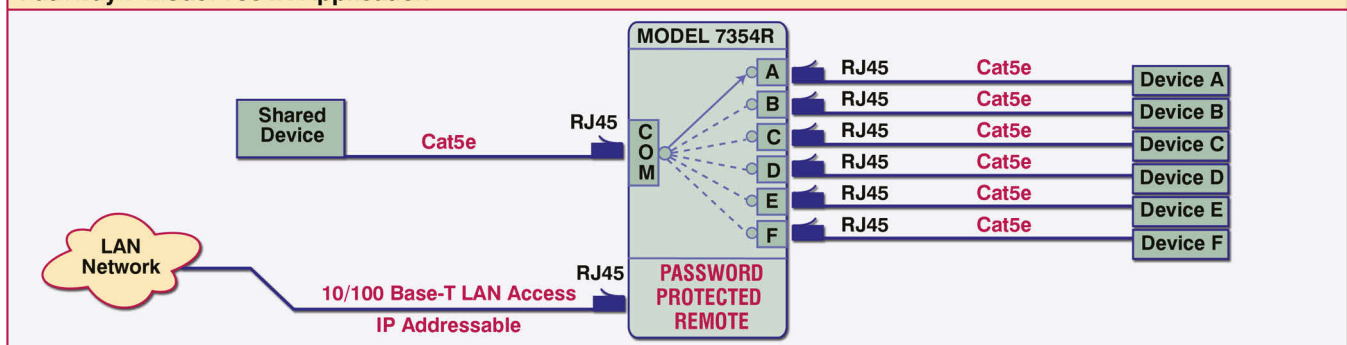 MODEL 7354R
A RJ45 Cat5e Device A
B RJ45 Cat5e Device B
C RJ45 Cat5e Device C
D RJ45 Cat5e Device D
E RJ45 Cat5e Device E
F RJ45 Cat5e Device F
Shared
Device
Cat5e
RJ45
COM
LAN
Network
RJ45
10/100 Base-T LAN Access
IP Addressable
PASSWORD
PROTECTED
REMOTE